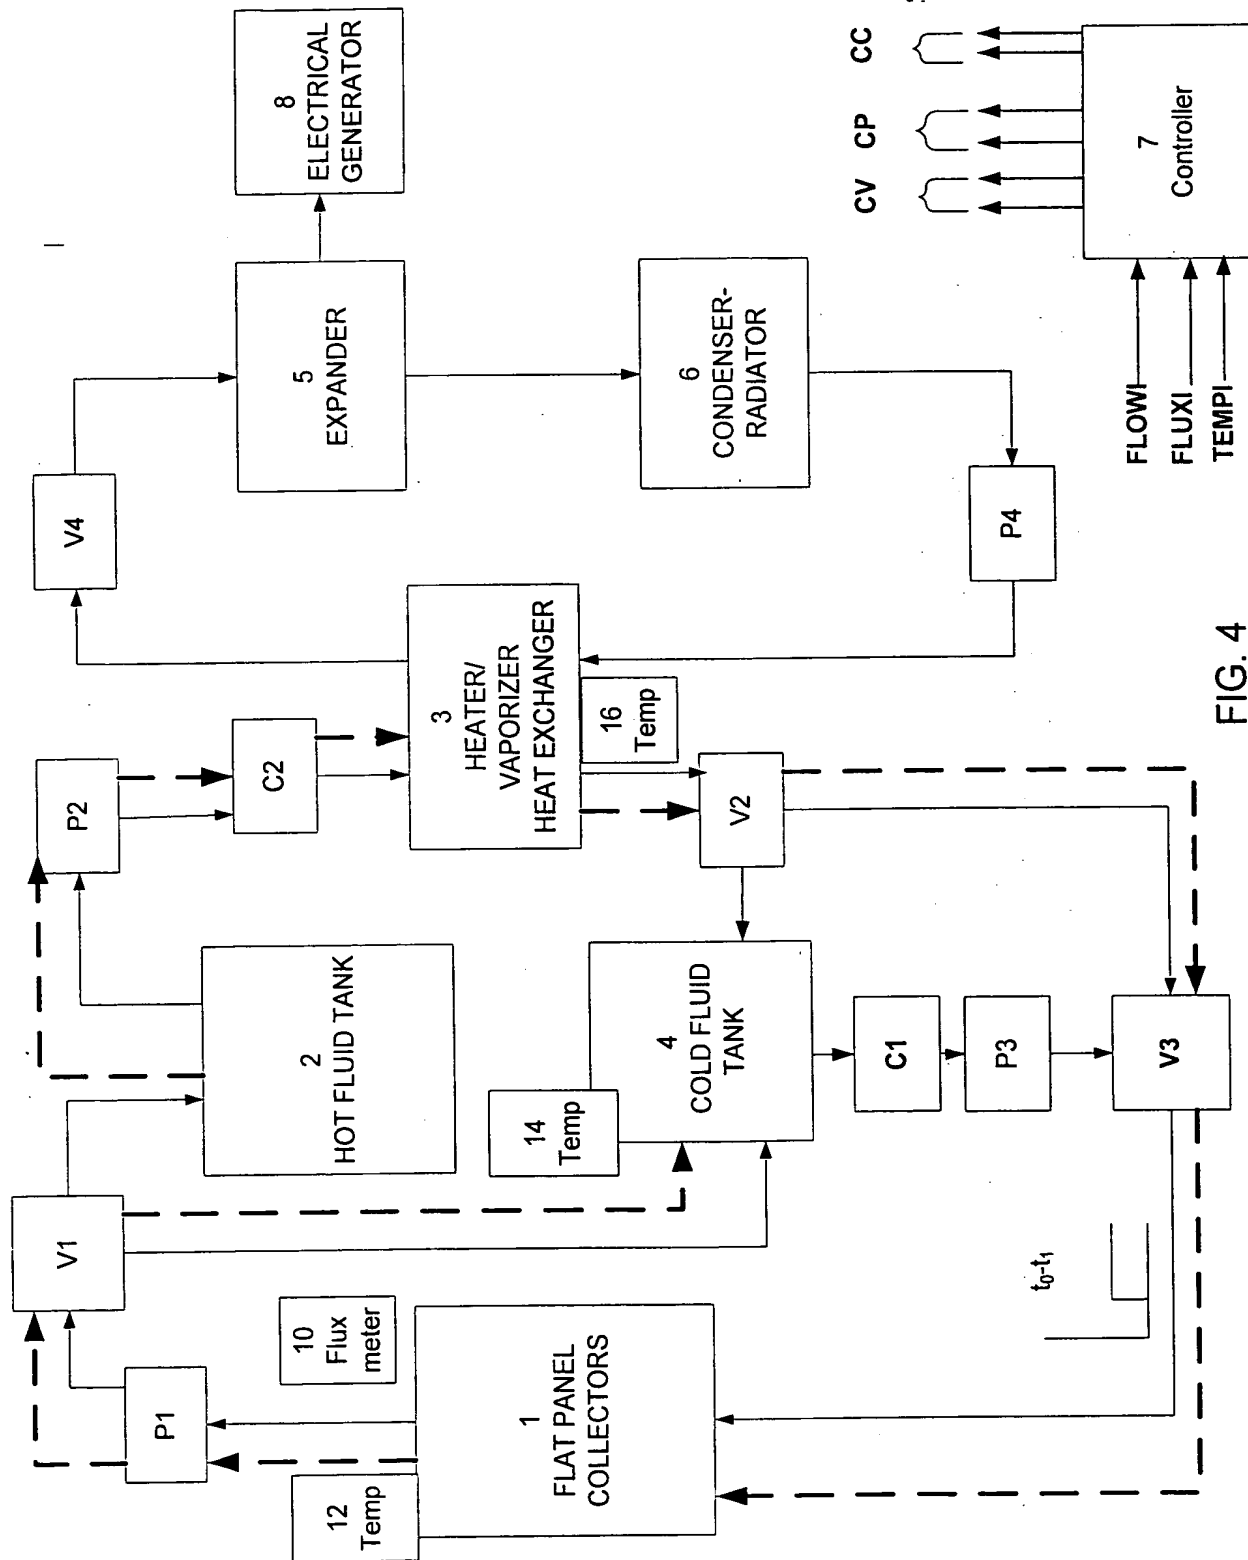 8
ELECTRICAL
GENERATOR
5
EXPANDER
V4
6
CONDENSER-
RADIATOR
P4
CC
CP
CV
7
Controller
FLOWI
FLUXI
TEMPI
P2
C2
3
HEATER/
VAPORIZER
HEAT EXCHANGER
16
Temp
V2
2
HOT FLUID TANK
4
COLD FLUID
TANK
14
Temp
C1
P3
V3
V1
P1
10
Flux
meter
1
FLAT PANEL
COLLECTORS
12
Temp
t₀-t₁
FIG. 4